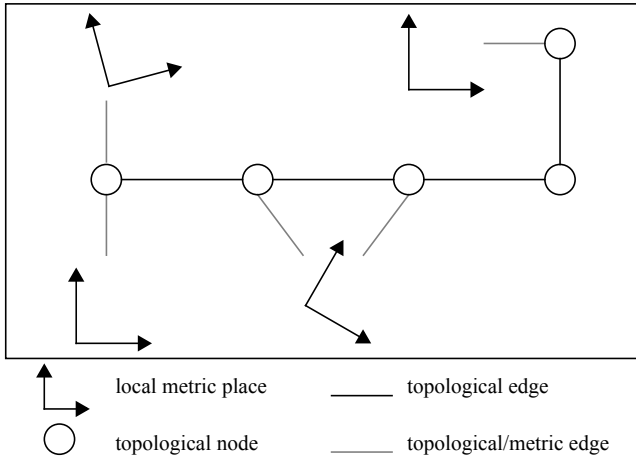 local metric place
topological edge
topological node
topological/metric edge